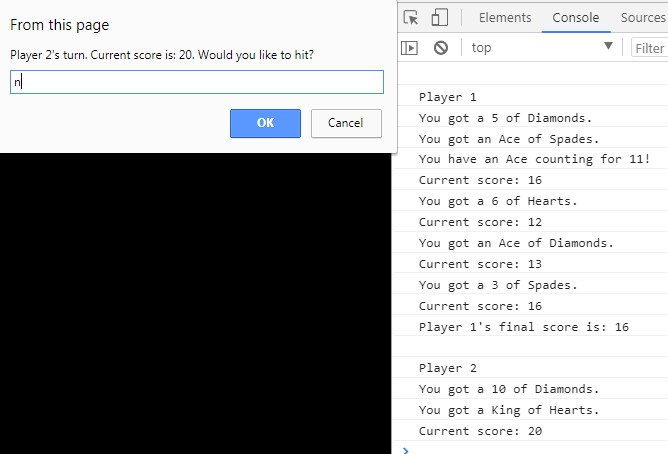 From this page
Player 2's turn. Current score is: 20. Would you like to hit?
n
OK Cancel
Elements Console Sources
top Filter
Player 1
You got a 5 of Diamonds.
You got an Ace of Spades.
You have an Ace counting for 11!
Current score: 16
You got a 6 of Hearts.
Current score: 12
You got an Ace of Diamonds.
Current score: 13
You got a 3 of Spades.
Current score: 16
Player 1's final score is: 16
Player 2
You got a 10 of Diamonds.
You got a King of Hearts.
Current score: 20